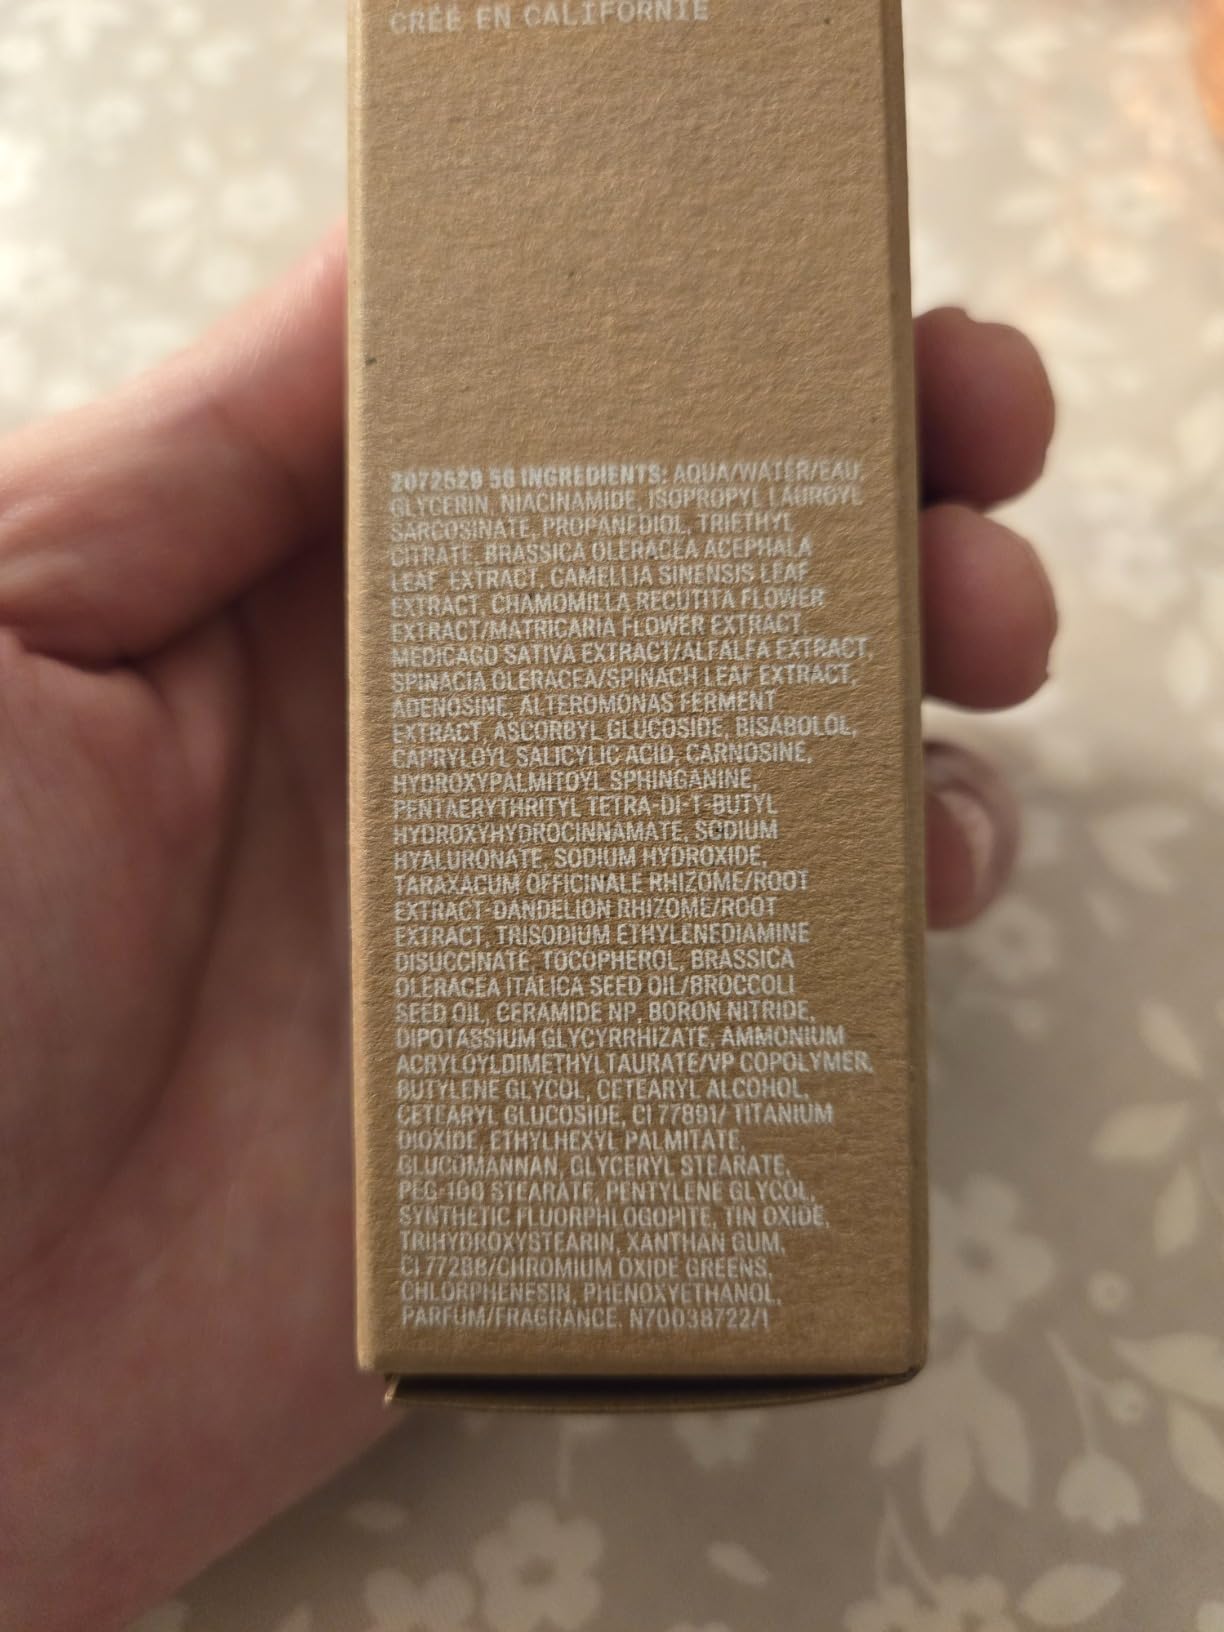 CRÉÉ EN CALIFORNIE
2072529 56 INGREDIENTS: AQUA/WATER/EAU,
GLYCERIN, NIACINAMIDE, ISOPROPYL LAUROYL
SARCOSINATE, PROPANEDIOL, TRIETHYL
CITRATE, BRASSICA OLERACEA ACEPHALA
LEAF EXTRACT, CAMELLIA SINENSIS LEAF
EXTRACT, CHAMOMILLA RECUTITA FLOWER
EXTRACT/MATRICARIA FLOWER EXTRACT,
MEDICAGO SATIVA EXTRACT/ALFALFA EXTRACT,
SPINACIA OLERACEA/SPINACH LEAF EXTRACT,
ADENOSINE, ALTEROMONAS FERMENT
EXTRACT, ASCORBYL GLUCOSIDE, BISABOLOL,
CAPRYLOYL SALICYLIC ACID, CARNOSINE,
HYDROXYPALMITOYL SPHINGANINE,
PENTAERYTHRITYL TETRA-DI-T-BUTYL
HYDROXYHYDROCINNAMATE, SODIUM
HYALURONATE, SODIUM HYDROXIDE,
TARAXACUM OFFICINALE RHIZOME/ROOT
EXTRACT-DANDELION RHIZOME/ROOT
EXTRACT, TRISODIUM ETHYLENEDIAMINE
DISUCCINATE, TOCOPHEROL, BRASSICA
OLERACEA ITALICA SEED OIL/BROCCOLI
SEED OIL, CERAMIDE NP, BORON NITRIDE,
DIPOTASSIUM GLYCYRRHIZATE, AMMONIUM
ACRYLOYLDIMETHYLTAURATE/VP COPOLYMER,
BUTYLENE GLYCOL, CETEARYL ALCOHOL,
CETEARYL GLUCOSIDE, CI 77891/ TITANIUM
DIOXIDE, ETHYLHEXYL PALMITATE,
GLUCOMANNAN, GLYCERYL STEARATE,
PEG-100 STEARATE, PENTYLENE GLYCOL,
SYNTHETIC FLUORPHLOGOPITE, TIN OXIDE,
TRIHYDROXYSTEARIN, XANTHAN GUM,
CI 77288/CHROMIUM OXIDE GREENS,
CHLORPHENESIN, PHENOXYETHANOL,
PARFUM/FRAGRANCE. N70038722/1